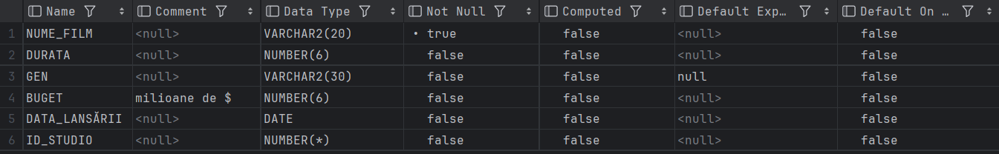 Name Comment Data Type Not Null Computed Default Exp… Default On …
1 NUME_FILM <null> VARCHAR2(20) • true false <null> false
2 DURATA <null> NUMBER(6) false false <null> false
3 GEN <null> VARCHAR2(30) false false null false
4 BUGET milioane de $ NUMBER(6) false false <null> false
5 DATA_LANSĂRII <null> DATE false false <null> false
6 ID_STUDIO <null> NUMBER(*) false false <null> false